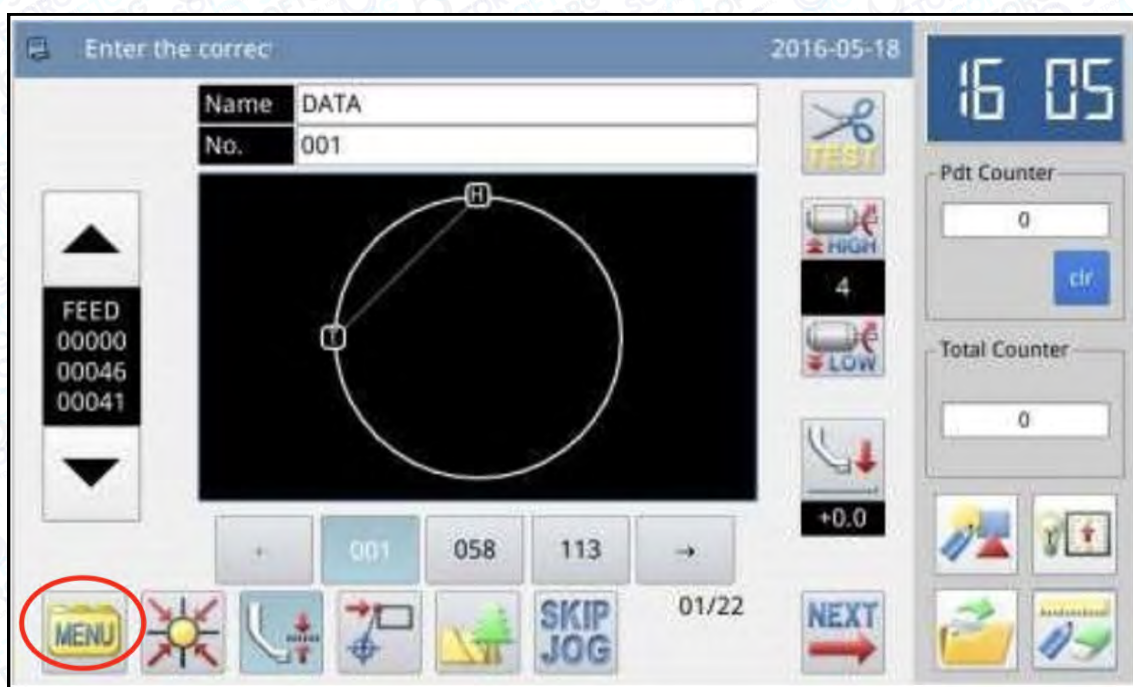 Enter the correc
2016-05-18
16 05
Name DATA
No. 001
TEST
H
T
HIGH
4
LOW
FEED
00000
00046
00041
+0.0
Pdt Counter
0
clr
Total Counter
0
001 058 113 →
01/22
MENU
SKIP
JOG
NEXT